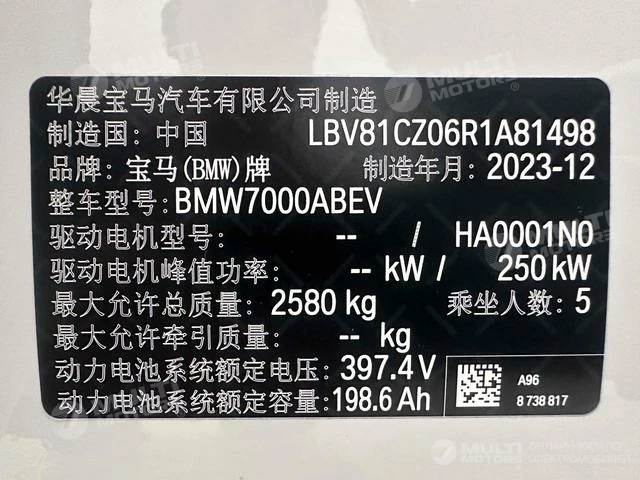 华晨宝马汽车有限公司制造
制造国: 中国 LBV81CZ06R1A81498
品牌: 宝马(BMW)牌 制造年月: 2023-12
整车型号: BMW7000ABEV
驱动电机型号: -- / HA0001N0
驱动电机峰值功率: -- kW / 250 kW
最大允许总质量: 2580 kg 乘坐人数: 5
最大允许牵引质量: -- kg
动力电池系统额定电压: 397.4 V
动力电池系统额定容量: 198.6 Ah
A96
8 738 817
MULTI MOTORS